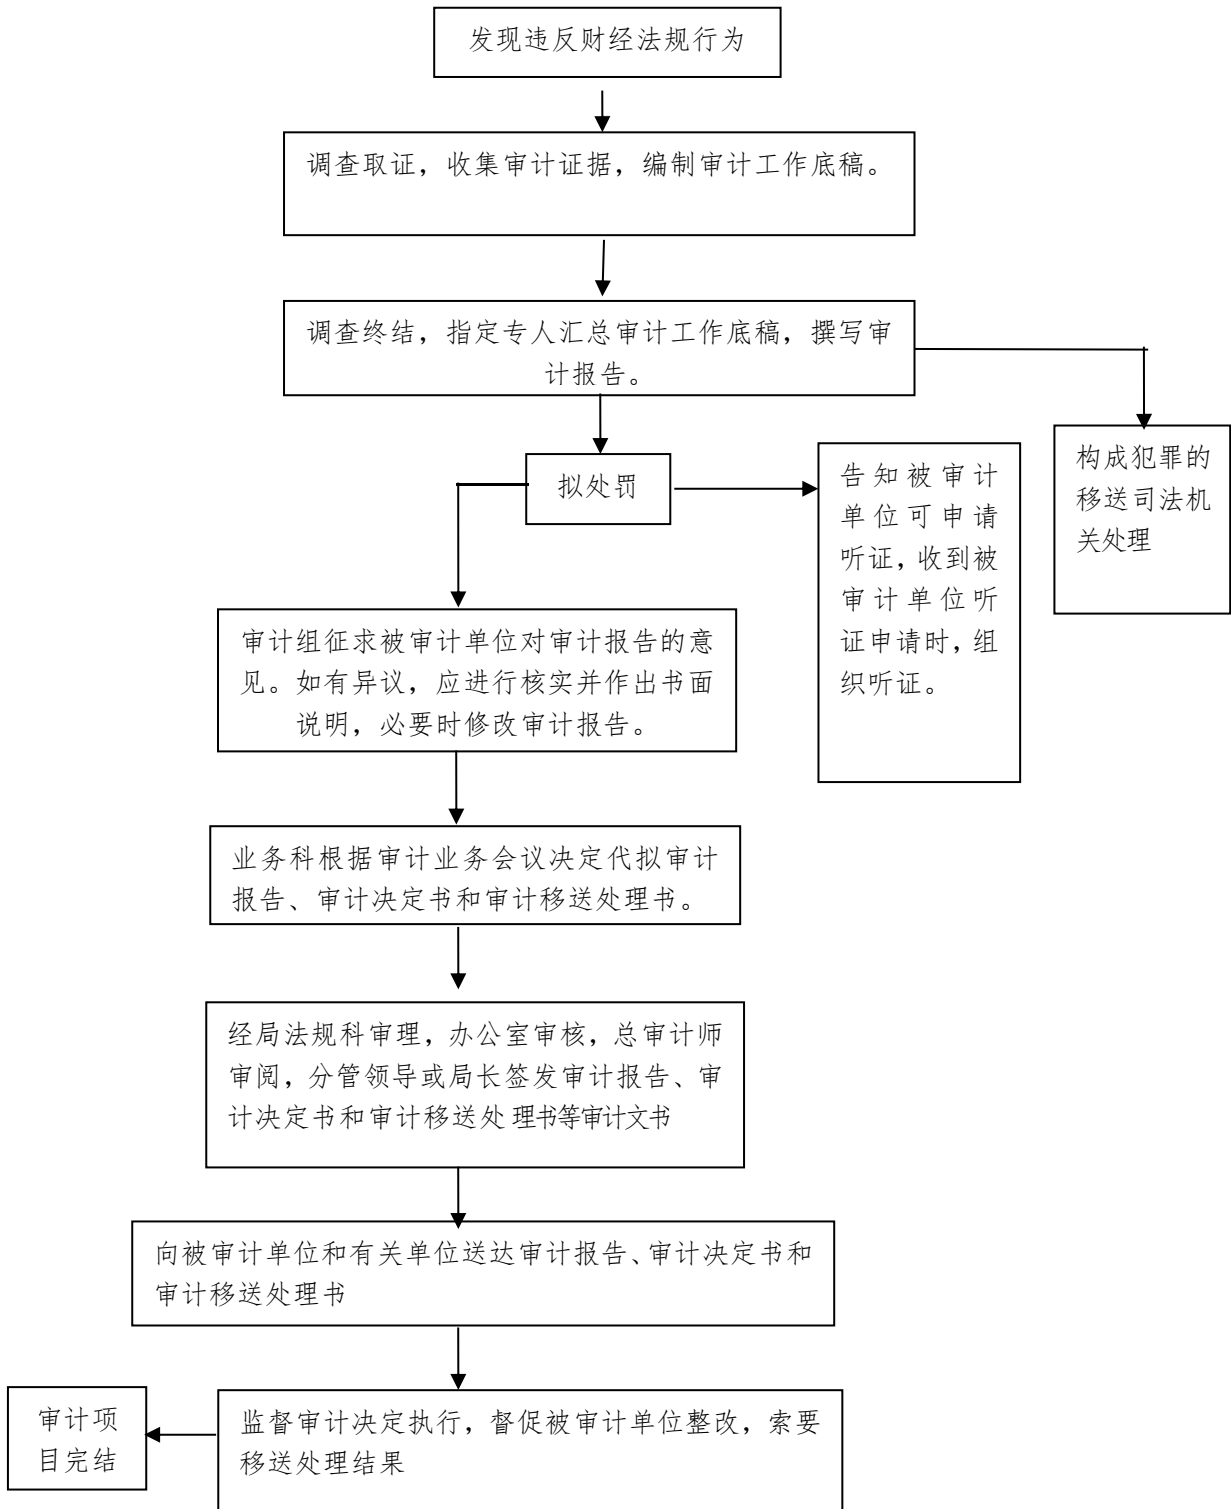 发现违反财经法规行为
调查取证，收集审计证据，编制审计工作底稿。
调查终结，指定专人汇总审计工作底稿，撰写审
计报告。
拟处罚
告知被审计
单位可申请
听证，收到被
审计单位听
证申请时，组
织听证。
构成犯罪的
移送司法机
关处理
审计组征求被审计单位对审计报告的意
见。如有异议，应进行核实并作出书面
说明，必要时修改审计报告。
业务科根据审计业务会议决定代拟审计
报告、审计决定书和审计移送处理书。
经局法规科审理，办公室审核，总审计师
审阅，分管领导或局长签发审计报告、审
计决定书和审计移送处理书等审计文书
向被审计单位和有关单位送达审计报告、审计决定书和
审计移送处理书
监督审计决定执行，督促被审计单位整改，索要
移送处理结果
审计项
目完结